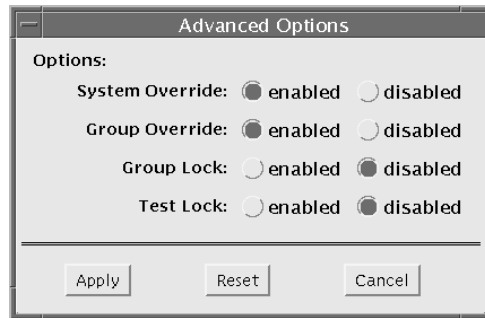 Advanced Options
Options:
System Override: enabled disabled
Group Override: enabled disabled
Group Lock: enabled disabled
Test Lock: enabled disabled
Apply Reset Cancel